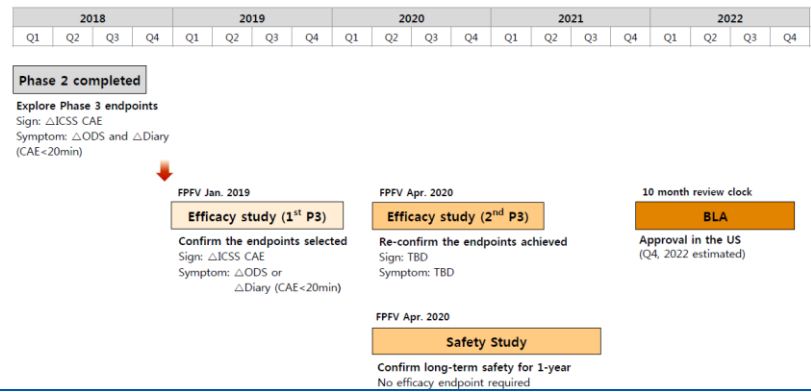 2018 2019 2020 2021 2022
Q1 Q2 Q3 Q4 Q1 Q2 Q3 Q4 Q1 Q2 Q3 Q4 Q1 Q2 Q3 Q4 Q1 Q2 Q3 Q4
Phase 2 completed
Explore Phase 3 endpoints
Sign: △ICSS CAE
Symptom: △ODS and △Diary
(CAE<20min)
FPFV Jan. 2019
Efficacy study (1st P3)
Confirm the endpoints selected
Sign: △ICSS CAE
Symptom: △ODS or
△Diary (CAE<20min)
FPFV Apr. 2020
Efficacy study (2nd P3)
Re-confirm the endpoints achieved
Sign: TBD
Symptom: TBD
10 month review clock
BLA
Approval in the US
(Q4, 2022 estimated)
FPFV Apr. 2020
Safety Study
Confirm long-term safety for 1-year
No efficacy endpoint required